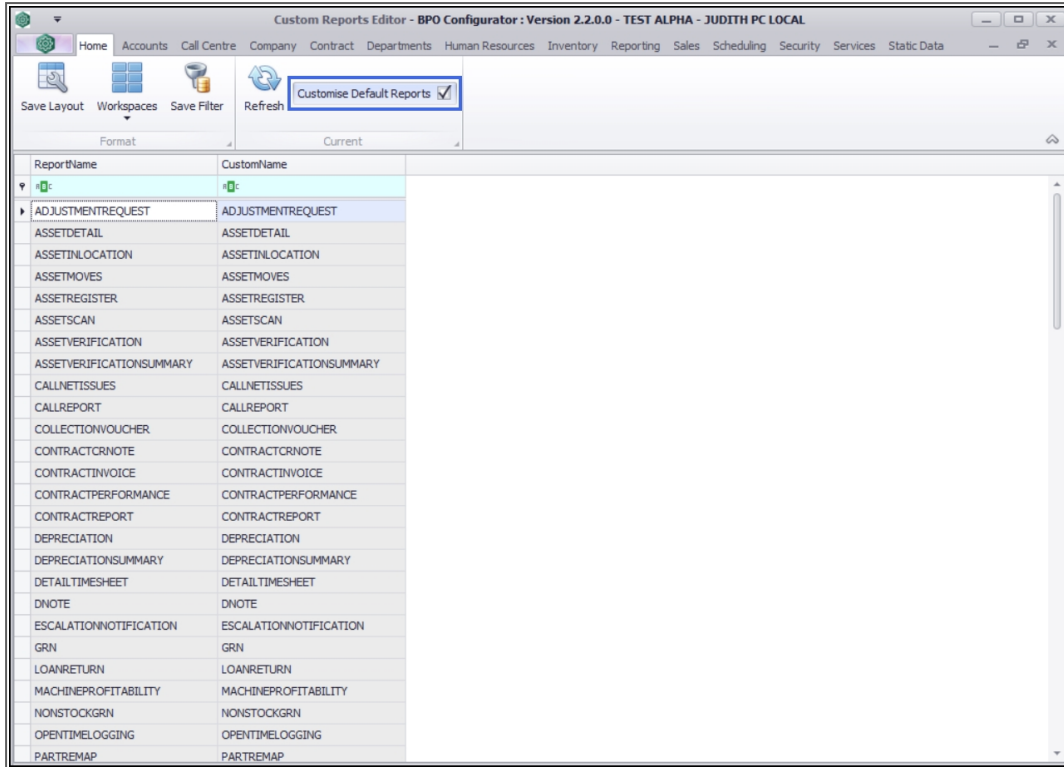 Custom Reports Editor - BPO Configurator : Version 2.2.0.0 - TEST ALPHA - JUDITH PC LOCAL
Home Accounts Call Centre Company Contract Departments Human Resources Inventory Reporting Sales Scheduling Security Services Static Data
Save Layout Workspaces Save Filter Refresh Customise Default Reports
Format Current
ReportName CustomName
ADJUSTMENTREQUEST ADJUSTMENTREQUEST
ASSETDETAIL ASSETDETAIL
ASSETINLOCATION ASSETINLOCATION
ASSETMOVES ASSETMOVES
ASSETREGISTER ASSETREGISTER
ASSETSCAN ASSETSCAN
ASSETVERIFICATION ASSETVERIFICATION
ASSETVERIFICATIONSUMMARY ASSETVERIFICATIONSUMMARY
CALLNETISSUES CALLNETISSUES
CALLREPORT CALLREPORT
COLLECTIONVOUCHER COLLECTIONVOUCHER
CONTRACTCRNOTE CONTRACTCRNOTE
CONTRACTINVOICE CONTRACTINVOICE
CONTRACTPERFORMANCE CONTRACTPERFORMANCE
CONTRACTREPORT CONTRACTREPORT
DEPRECIATION DEPRECIATION
DEPRECIATIONSUMMARY DEPRECIATIONSUMMARY
DETAILTIMESHEET DETAILTIMESHEET
DNOTE DNOTE
ESCALATIONNOTIFICATION ESCALATIONNOTIFICATION
GRN GRN
LOANRETURN LOANRETURN
MACHINEPROFITABILITY MACHINEPROFITABILITY
NONSTOCKGRN NONSTOCKGRN
OPENTIMELOGGING OPENTIMELOGGING
PARTREMAP PARTREMAP